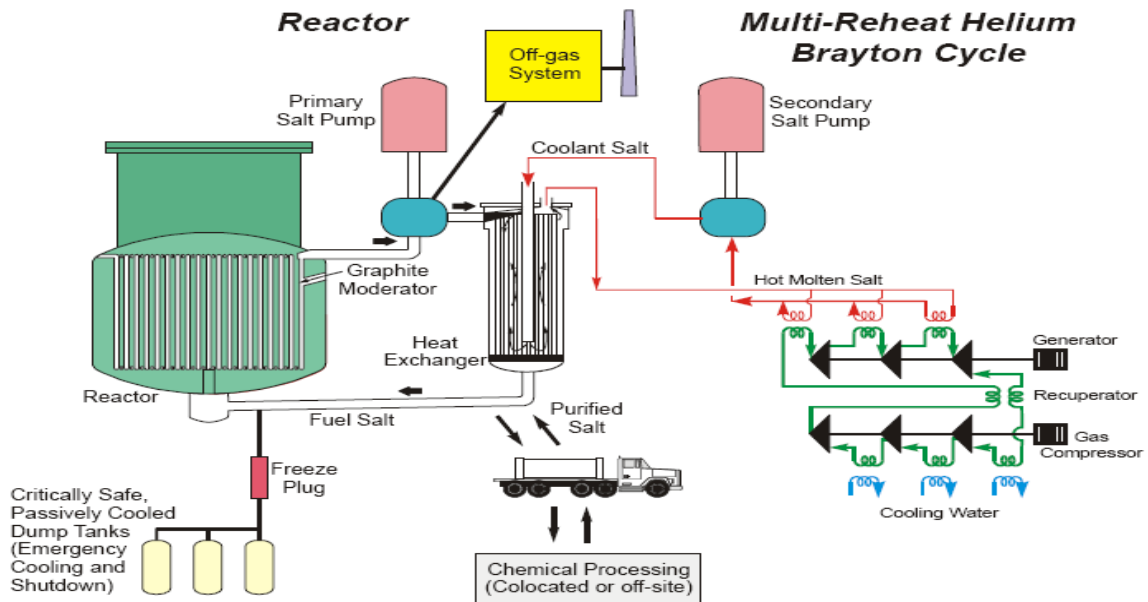 Reactor
Multi-Reheat Helium
Brayton Cycle
Off-gas
System
Primary
Salt Pump
Secondary
Salt Pump
Coolant Salt
Graphite
Moderator
Hot Molten Salt
Heat
Exchanger
Generator
Reactor
Recuperator
Fuel Salt
Purified
Salt
Gas
Compressor
Freeze
Plug
Critically Safe,
Passively Cooled
Dump Tanks
(Emergency
Cooling and
Shutdown)
Cooling Water
Chemical Processing
(Colocated or off-site)